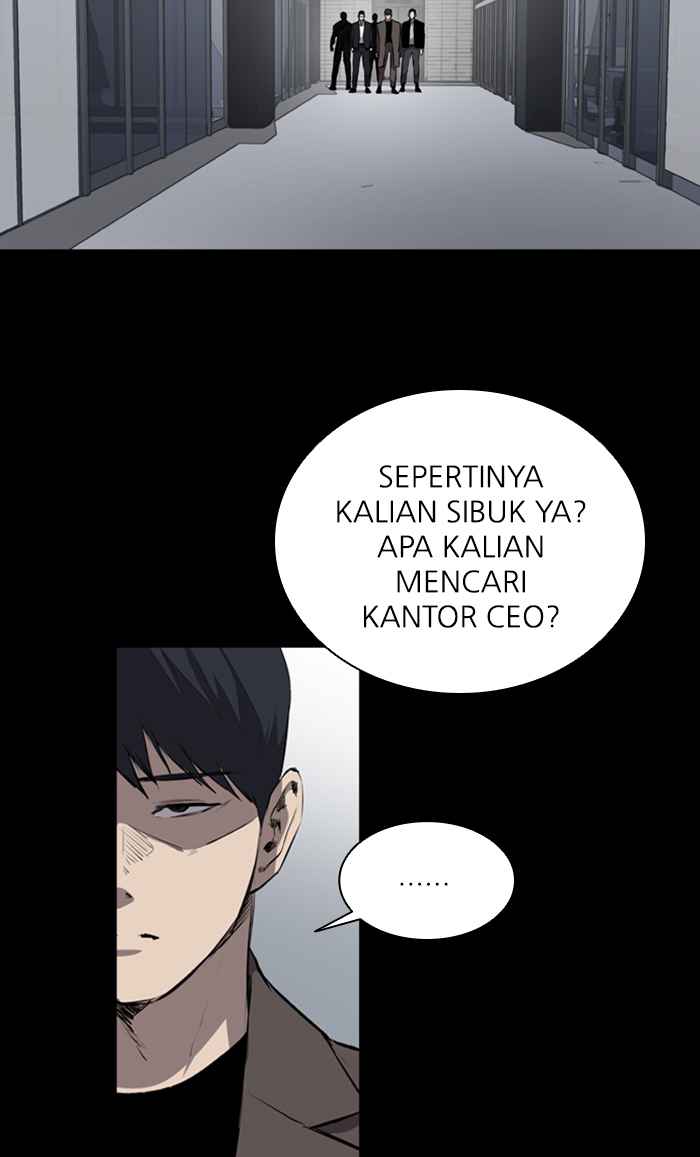 SEPERTINYA
KALIAN SIBUK YA?
APA KALIAN
MENCARI
KANTOR CEO?
......